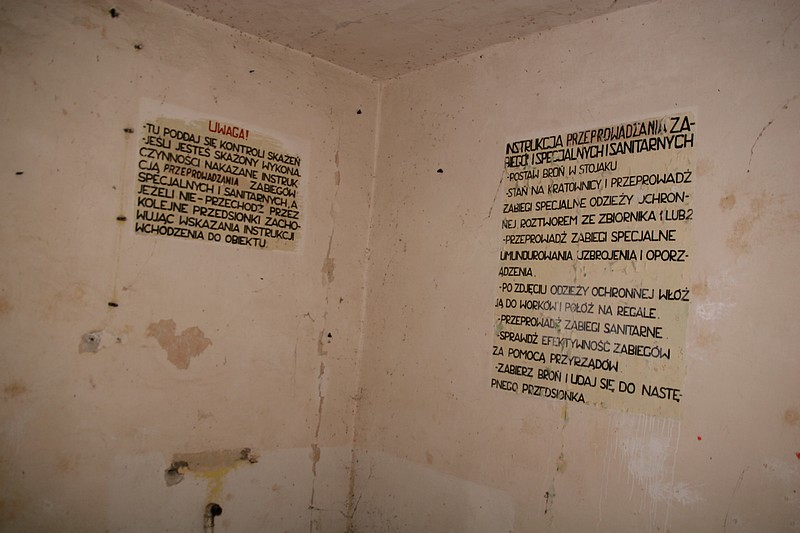 UWAGA!
-TU PODDAJ SIĘ KONTROLI SKAŻEŃ
-JEŚLI JESTEŚ SKAŻONY WYKONA-
CZYNNOŚCI NAKAZANE INSTRUK
CJĄ PRZEPROWADZANIA ZABIEGÓW
SPECJALNYCH I SANITARNYCH, A
JEŻELI NIE - PRZECHODŹ PRZEZ
KOLEJNE PRZEDSIONKI ZACHO-
WUJĄC WSKAZANIA INSTRUKCJI
WCHODZENIA DO OBIEKTU.
INSTRUKCJA PRZEPROWADZANIA ZA-
BIEGÓW SPECJALNYCH I SANITARNYCH
-POSTAW BROŃ W STOJAKU
-STAŃ NA KRATOWNICY I PRZEPROWADŹ
ZABIEGI SPECJALNE ODZIEŻY OCHRON-
NEJ ROZTWOREM ZE ZBIORNIKA 1 LUB 2
-PRZEPROWADŹ ZABIEGI SPECJALNE
UMUNDUROWANIA UZBROJENIA I OPORZ-
ĄDZENIA.
-PO ZDJĘCIU ODZIEŻY OCHRONNEJ WŁÓŻ
JĄ DO WORKÓW I POŁÓŻ NA REGALE.
-PRZEPROWADŹ ZABIEGI SANITARNE
-SPRAWDŹ EFEKTYWNOŚĆ ZABIEGÓW
ZA POMOCĄ PRZYRZĄDÓW
-ZABIERZ BROŃ I UDAJ SIĘ DO NASTĘ-
PNEGO PRZEDSIONKA